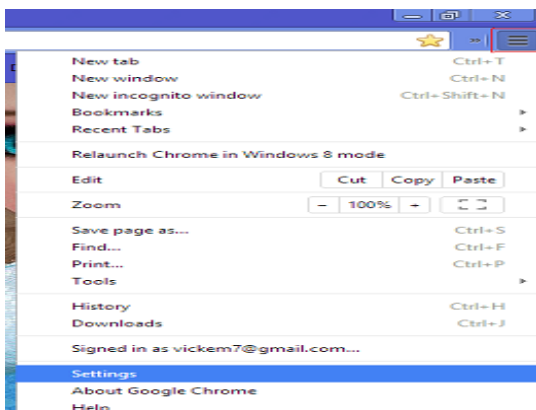 New tab Ctrl+T
New window Ctrl+N
New incognito window Ctrl+Shift+N
Bookmarks
Recent Tabs
Relaunch Chrome in Windows 8 mode
Edit Cut Copy Paste
Zoom - 100% +
Save page as... Ctrl+S
Find... Ctrl+F
Print... Ctrl+P
Tools
History Ctrl+H
Downloads Ctrl+J
Signed in as vickem7@gmail.com...
Settings
About Google Chrome
Help